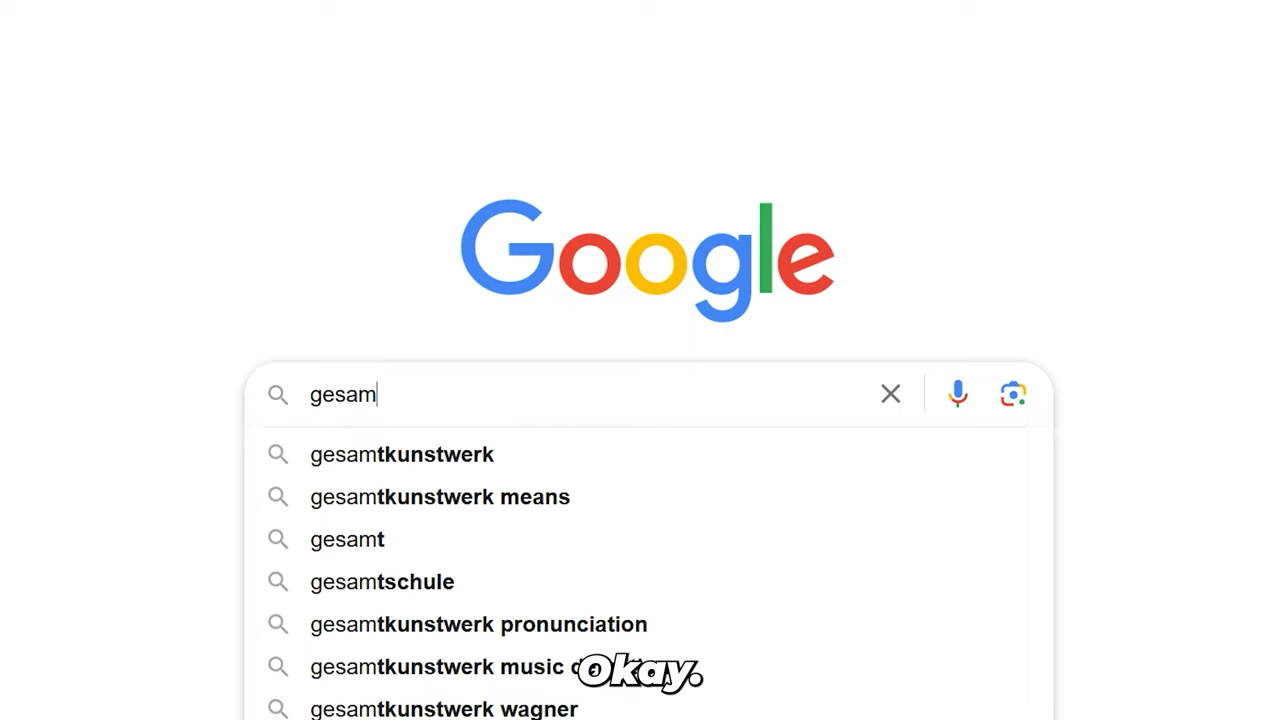 Google
gesam
gesamtkunstwerk
gesamtkunstwerk means
gesamt
gesamtschule
gesamtkunstwerk pronunciation
gesamtkunstwerk music
Okay.
gesamtkunstwerk wagner